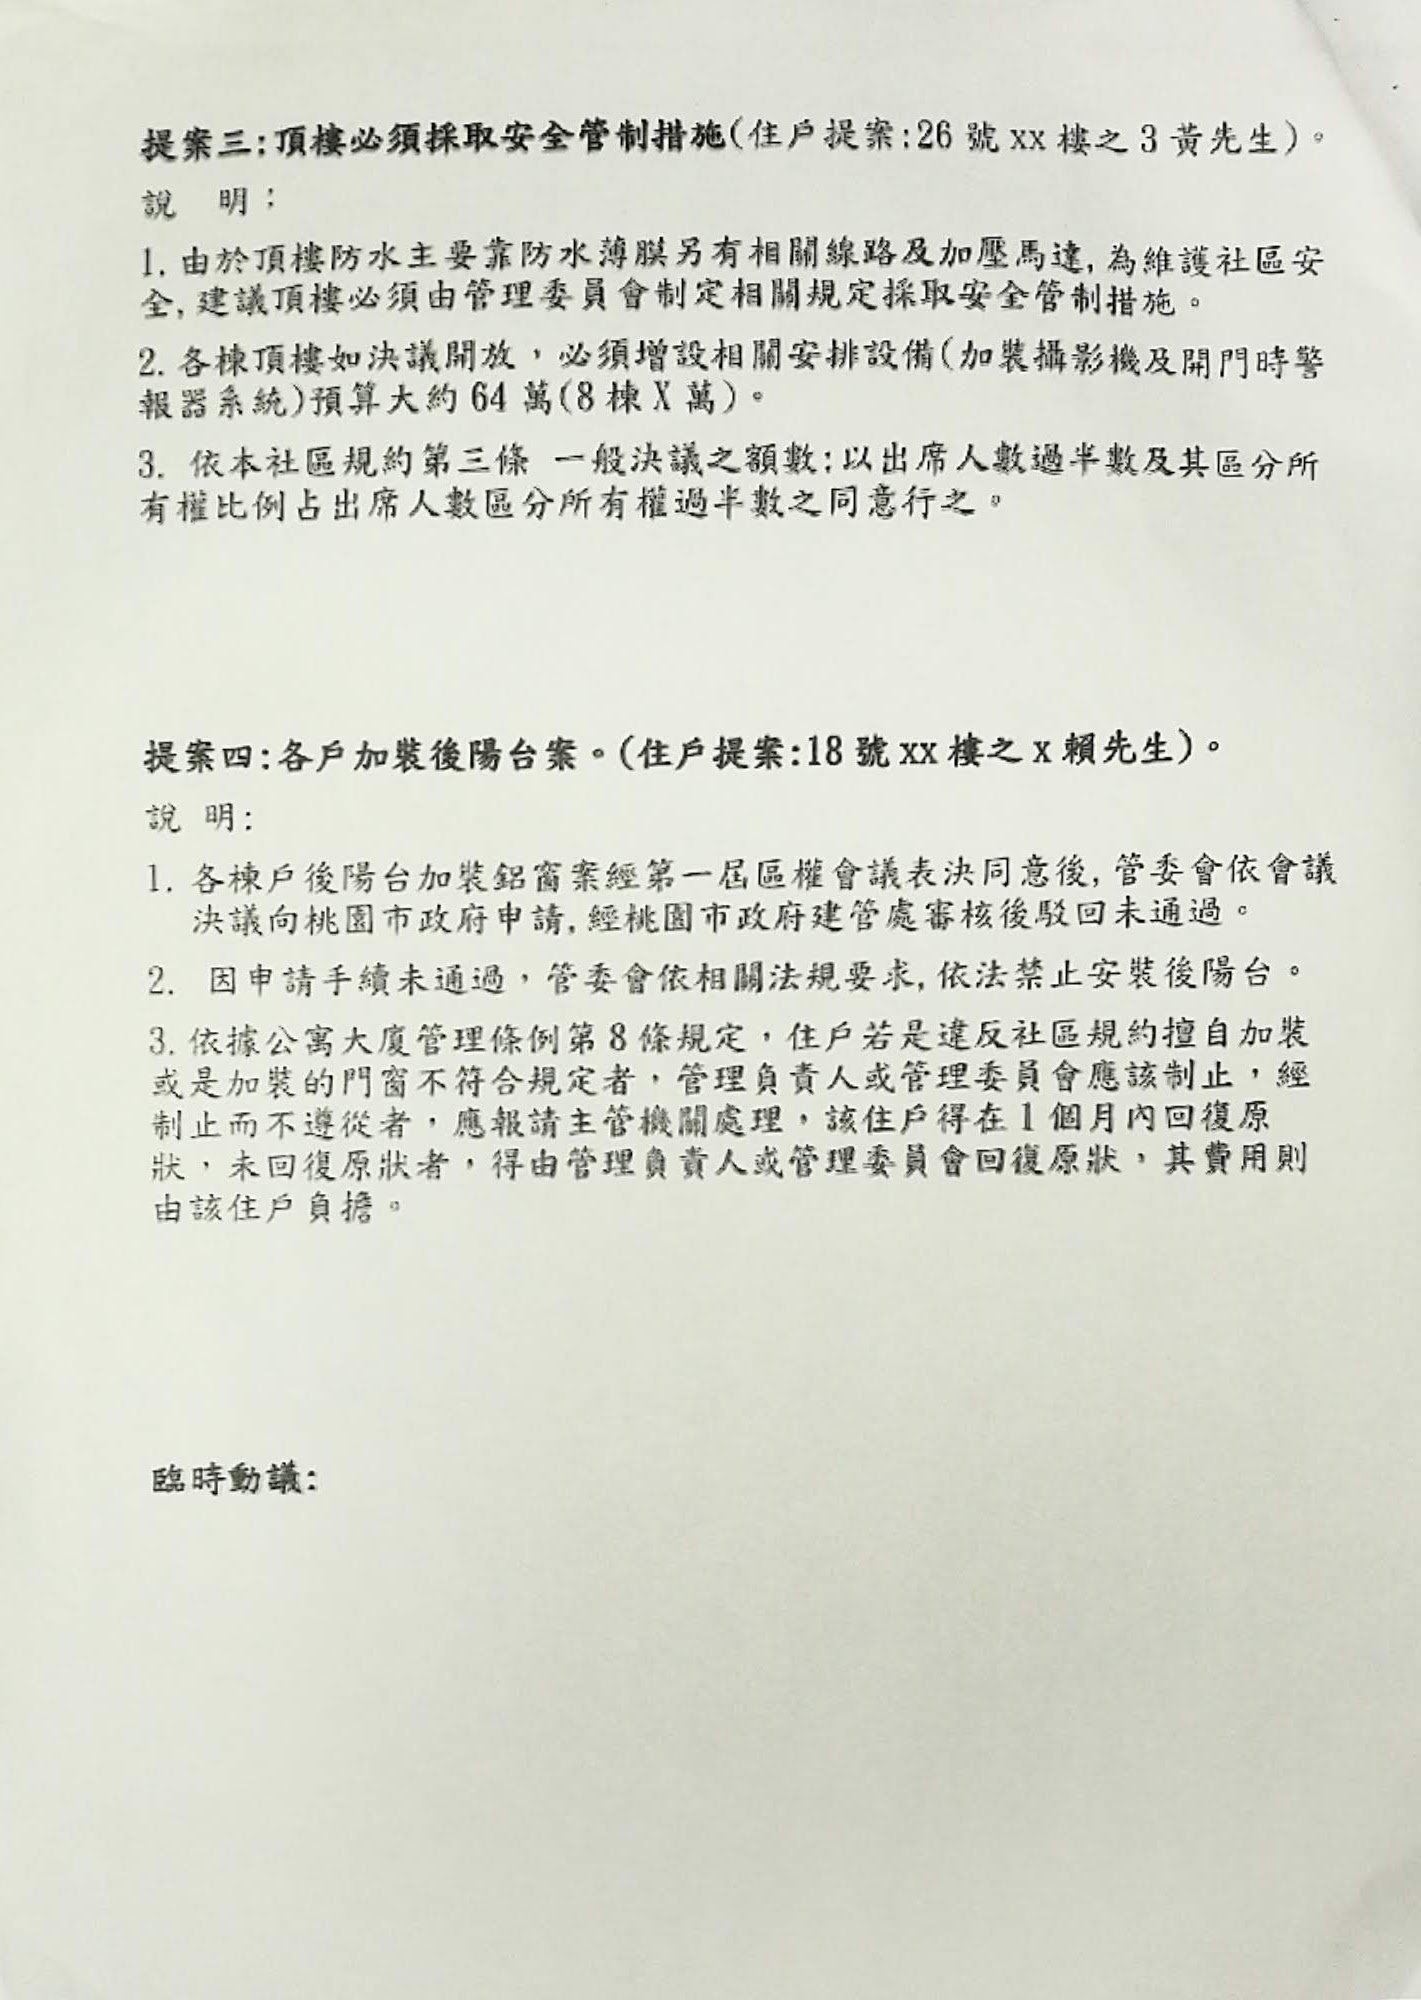 提案三:頂樓必須採取安全管制措施(住戶提案:26 號 xx 樓之 3 黃先生)。
說　明：
1. 由於頂樓防水主要靠防水薄膜另有相關線路及加壓馬達, 為維護社區安
全, 建議頂樓必須由管理委員會制定相關規定採取安全管制措施。
2. 各棟頂樓如決議開放，必須增設相關安排設備(加裝攝影機及開門時警
報器系統)預算大約 64 萬(8 棟 X 萬)。
3. 依本社區規約第三條 一般決議之額數:以出席人數過半數及其區分所
有權比例占出席人數區分所有權過半數之同意行之。
提案四:各戶加裝後陽台案。(住戶提案:18 號 xx 樓之 x 賴先生)。
說 明:
1. 各棟戶後陽台加裝鋁窗案經第一屆區權會議表決同意後, 管委會依會議
決議向桃園市政府申請, 經桃園市政府建管處審核後駁回未通過。
2. 因申請手續未通過，管委會依相關法規要求, 依法禁止安裝後陽台。
3. 依據公寓大廈管理條例第 8 條規定，住戶若是違反社區規約擅自加裝
或是加裝的門窗不符合規定者，管理負責人或管理委員會應該制止，經
制止而不遵從者，應報請主管機關處理，該住戶得在 1 個月內回復原
狀，未回復原狀者，得由管理負責人或管理委員會回復原狀，其費用則
由該住戶負擔。
臨時動議: